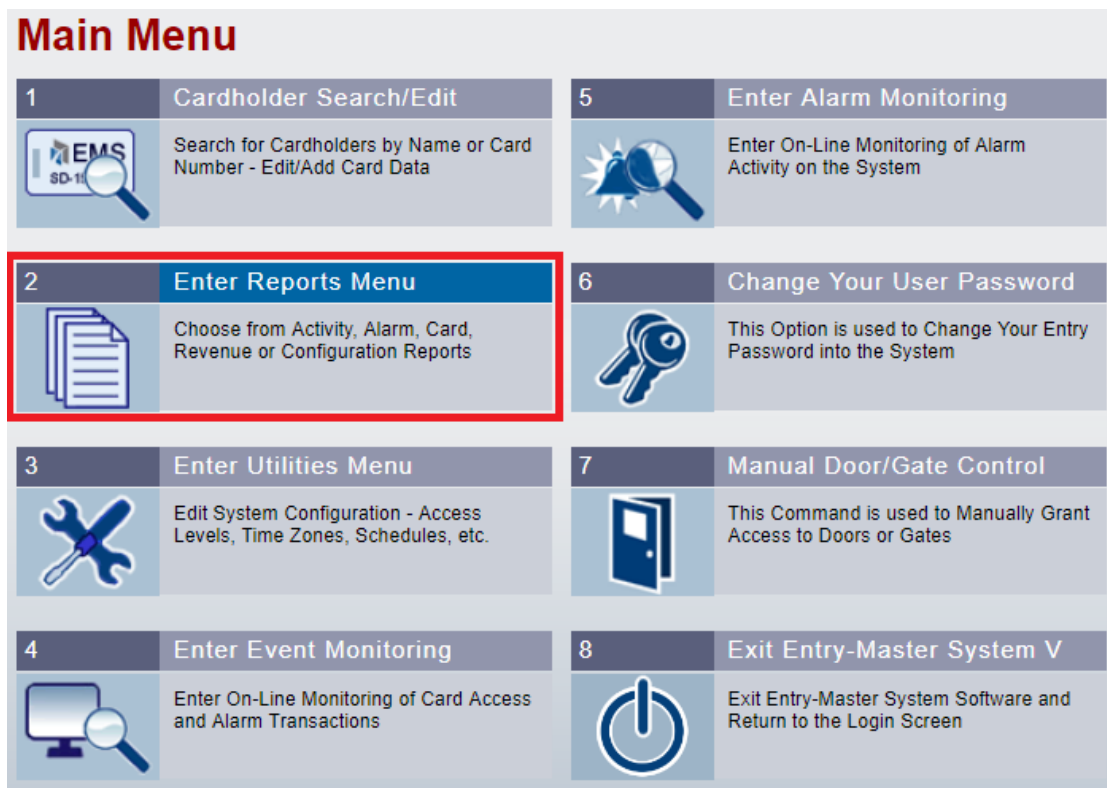 Main Menu
1 Cardholder Search/Edit
EMS
Search for Cardholders by Name or Card
Number - Edit/Add Card Data
2 Enter Reports Menu
Choose from Activity, Alarm, Card,
Revenue or Configuration Reports
3 Enter Utilities Menu
Edit System Configuration - Access
Levels, Time Zones, Schedules, etc.
4 Enter Event Monitoring
Enter On-Line Monitoring of Card Access
and Alarm Transactions
5 Enter Alarm Monitoring
Enter On-Line Monitoring of Alarm
Activity on the System
6 Change Your User Password
This Option is used to Change Your Entry
Password into the System
7 Manual Door/Gate Control
This Command is used to Manually Grant
Access to Doors or Gates
8 Exit Entry-Master System V
Exit Entry-Master System Software and
Return to the Login Screen